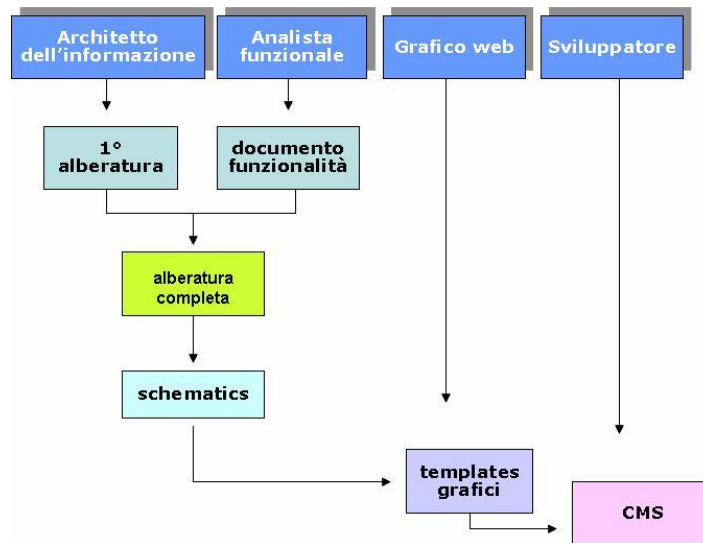 Architetto
dell'informazione
Analista
funzionale
Grafico web
Sviluppatore
1°
alberatura
documento
funzionalità
alberatura
completa
schematics
templates
grafici
CMS